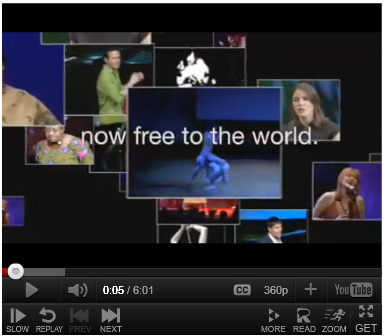 now free to the world.
0:05 / 6:01
CC
360p
YouTube
SLOW
REPLAY
PREV
NEXT
MORE
READ
ZOOM
GET